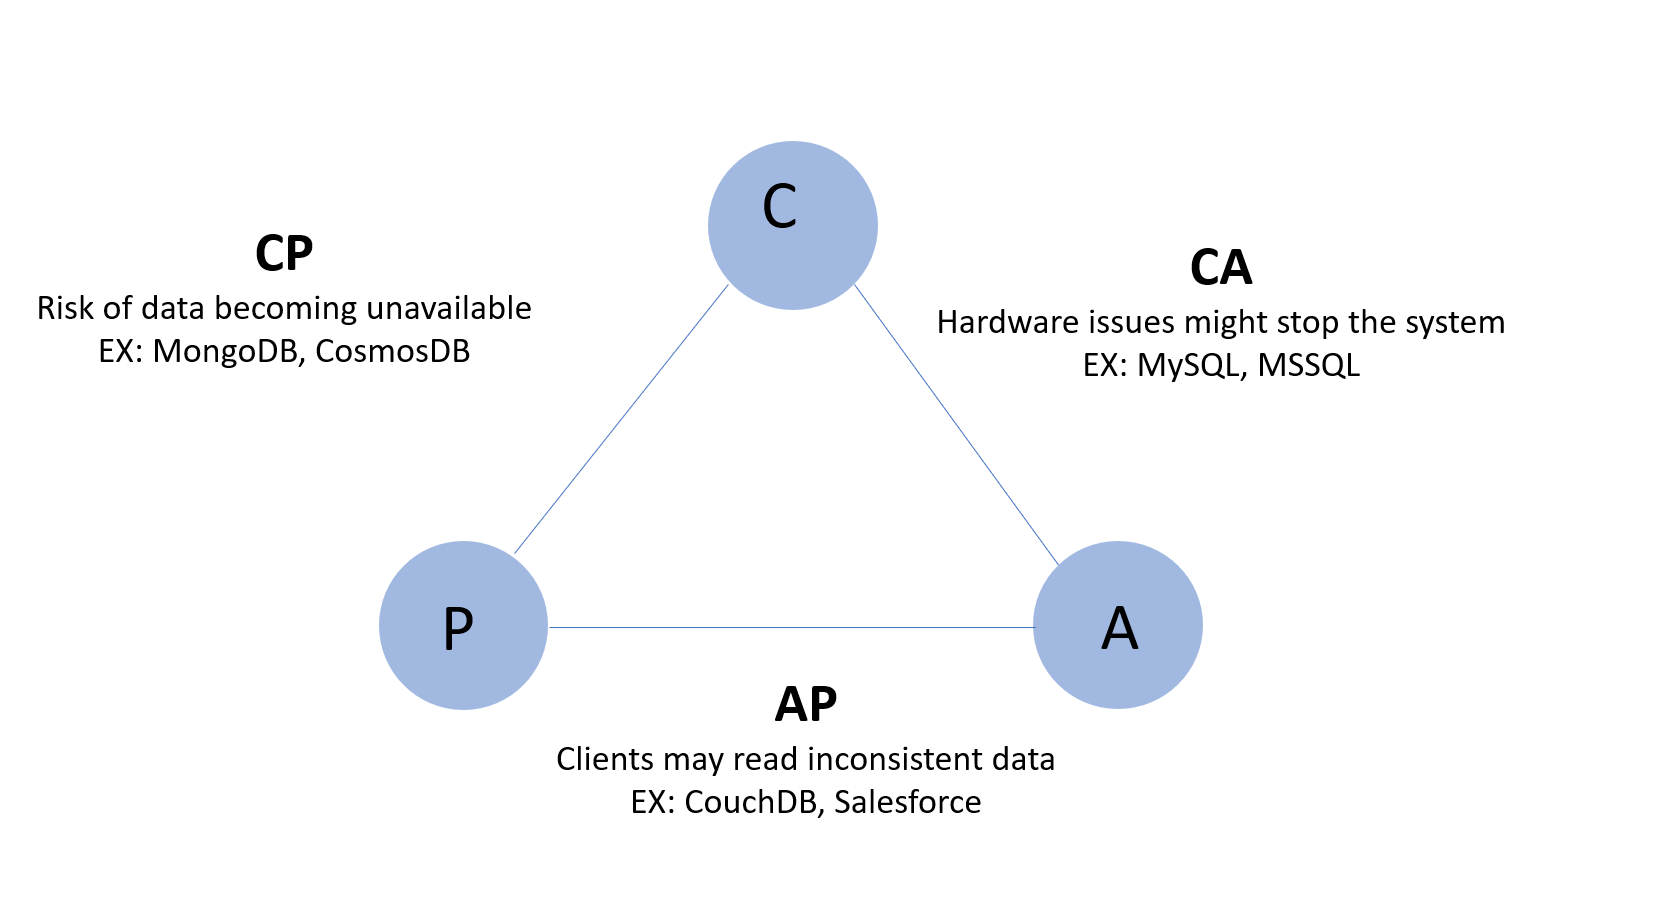 C
CP
Risk of data becoming unavailable
EX: MongoDB, CosmosDB
CA
Hardware issues might stop the system
EX: MySQL, MSSQL
P
A
AP
Clients may read inconsistent data
EX: CouchDB, Salesforce